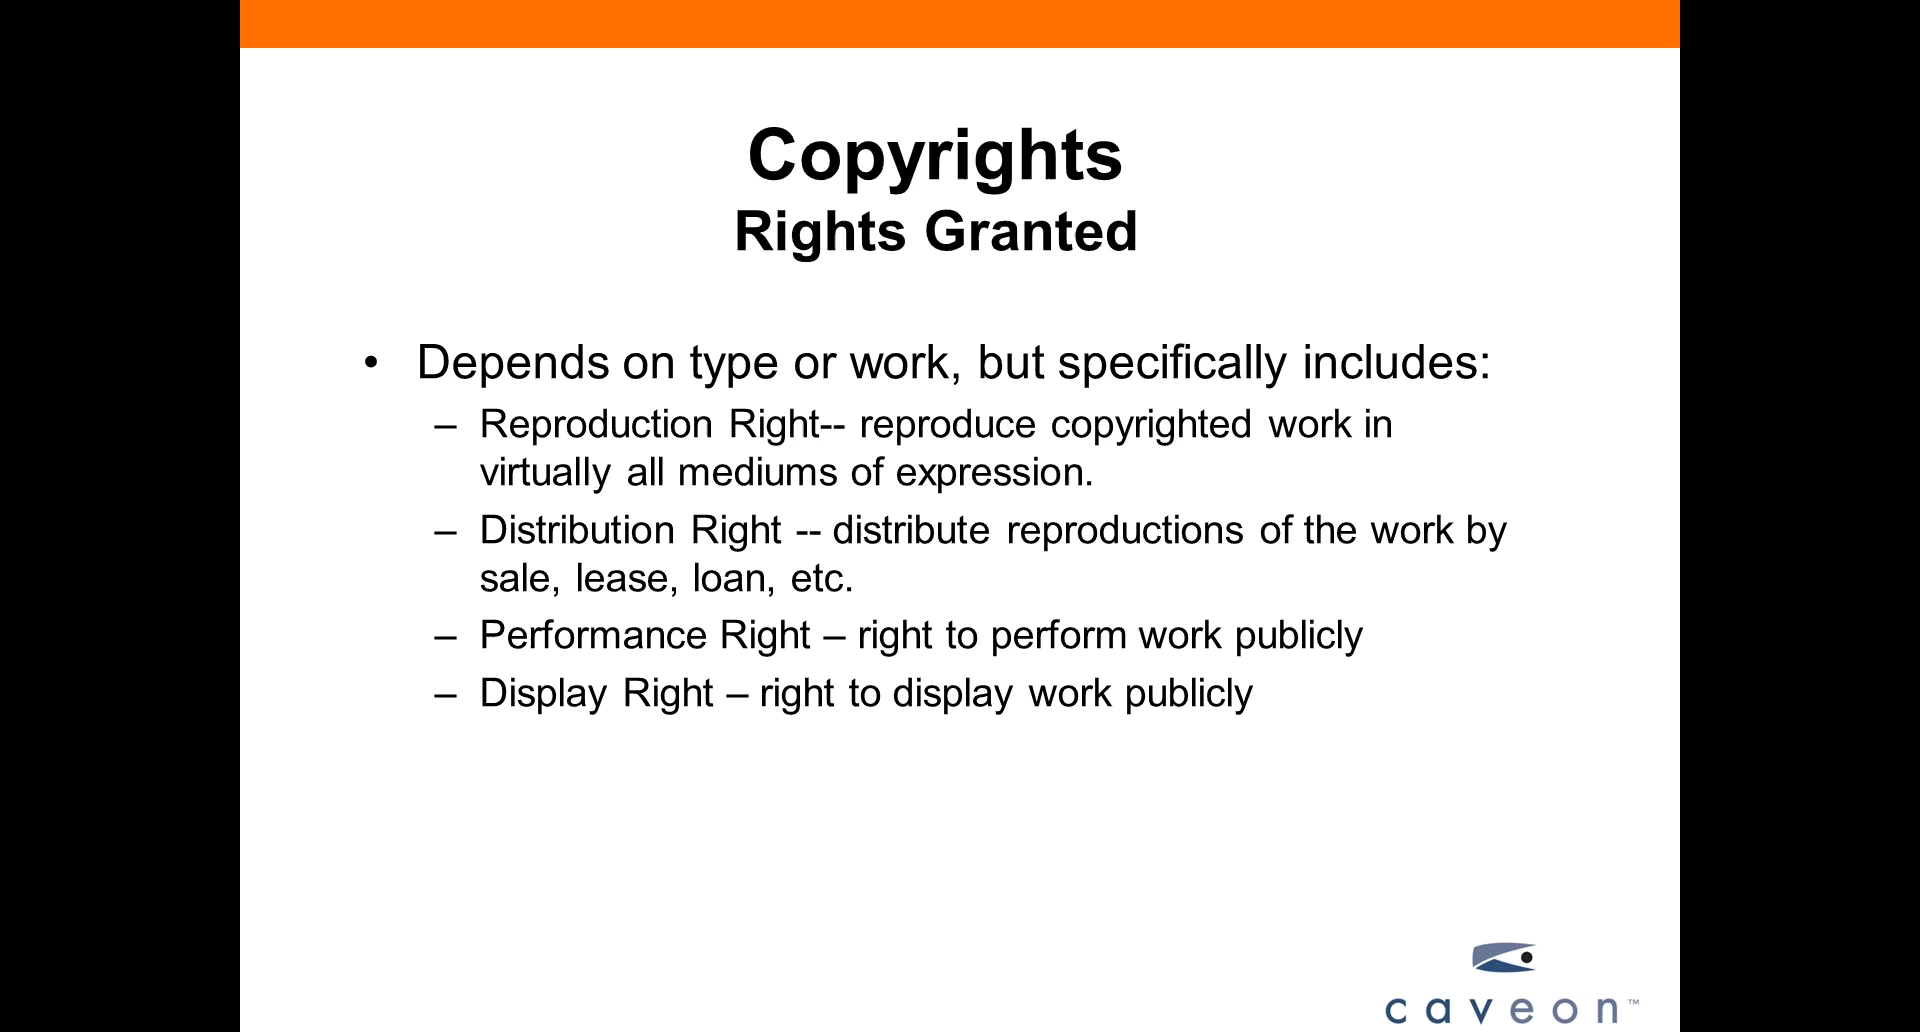 Copyrights
Rights Granted
• Depends on type or work, but specifically includes:
– Reproduction Right-- reproduce copyrighted work in
virtually all mediums of expression.
– Distribution Right -- distribute reproductions of the work by
sale, lease, loan, etc.
– Performance Right – right to perform work publicly
– Display Right – right to display work publicly
caveon™